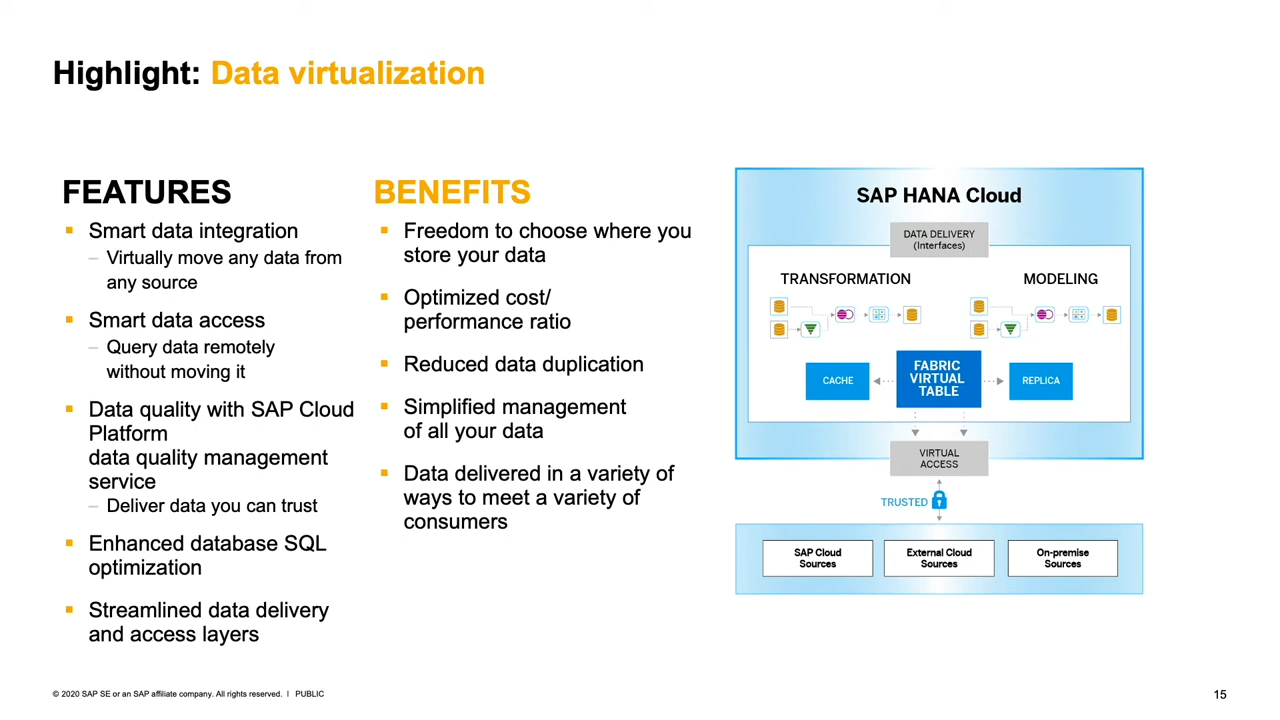 Highlight: Data virtualization
FEATURES
Smart data integration
– Virtually move any data from
any source
Smart data access
– Query data remotely
without moving it
Data quality with SAP Cloud
Platform
data quality management
service
– Deliver data you can trust
Enhanced database SQL
optimization
Streamlined data delivery
and access layers
BENEFITS
Freedom to choose where you
store your data
Optimized cost/
performance ratio
Reduced data duplication
Simplified management
of all your data
Data delivered in a variety of
ways to meet a variety of
consumers
SAP HANA Cloud
DATA DELIVERY
(Interfaces)
TRANSFORMATION
MODELING
CACHE
FABRIC
VIRTUAL
TABLE
REPLICA
VIRTUAL
ACCESS
TRUSTED
SAP Cloud
Sources
External Cloud
Sources
On-premise
Sources
© 2020 SAP SE or an SAP affiliate company. All rights reserved. | PUBLIC
15